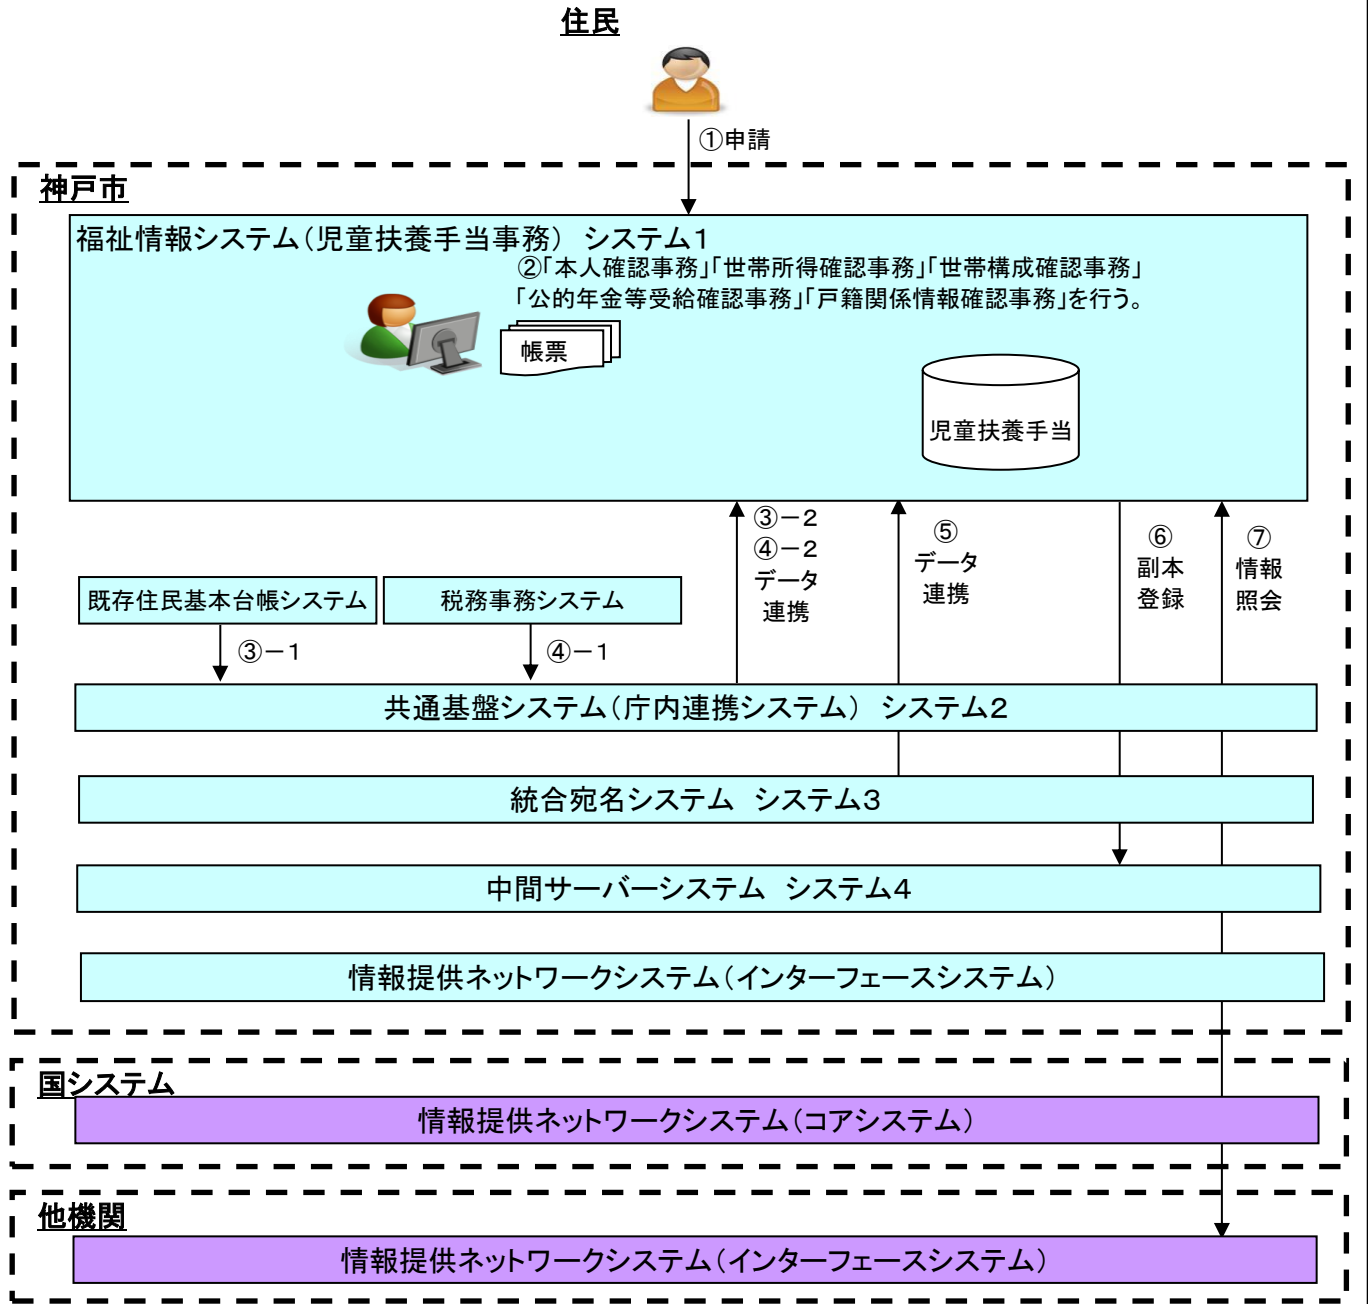 住民
①申請
神戸市
福祉情報システム（児童扶養手当事務）　システム１
②「本人確認事務」「世帯所得確認事務」「世帯構成確認事務」
「公的年金等受給確認事務」「戸籍関係情報確認事務」を行う。
帳票
児童扶養手当
③－２
④－２
データ
連携
⑤
データ
連携
⑥
副本
登録
⑦
情報
照会
既存住民基本台帳システム
税務事務システム
③－１
④－１
共通基盤システム（庁内連携システム）　システム２
統合宛名システム　システム３
中間サーバーシステム　システム４
情報提供ネットワークシステム（インターフェースシステム）
国システム
情報提供ネットワークシステム（コアシステム）
他機関
情報提供ネットワークシステム（インターフェースシステム）